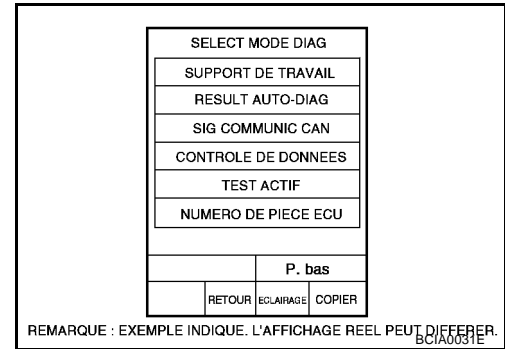 SELECT MODE DIAG
SUPPORT DE TRAVAIL
RESULT AUTO-DIAG
SIG COMMUNIC CAN
CONTROLE DE DONNEES
TEST ACTIF
NUMERO DE PIECE ECU
P. bas
RETOUR ECLAIRAGE COPIER
REMARQUE : EXEMPLE INDIQUE. L'AFFICHAGE REEL PEUT DIFFERER.
BCIA0031E